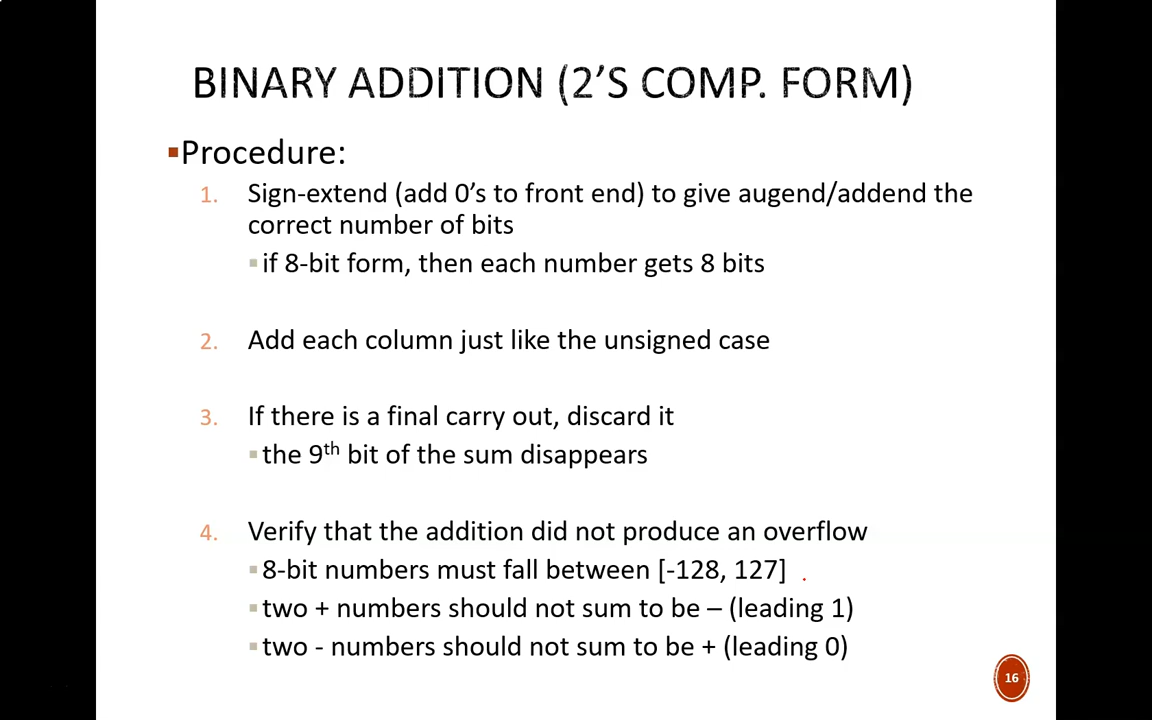 BINARY ADDITION (2'S COMP. FORM)
▪Procedure:
1. Sign-extend (add 0's to front end) to give augend/addend the
correct number of bits
▪if 8-bit form, then each number gets 8 bits
2. Add each column just like the unsigned case
3. If there is a final carry out, discard it
▪the 9th bit of the sum disappears
4. Verify that the addition did not produce an overflow
▪8-bit numbers must fall between [-128, 127]
▪two + numbers should not sum to be – (leading 1)
▪two - numbers should not sum to be + (leading 0)
16